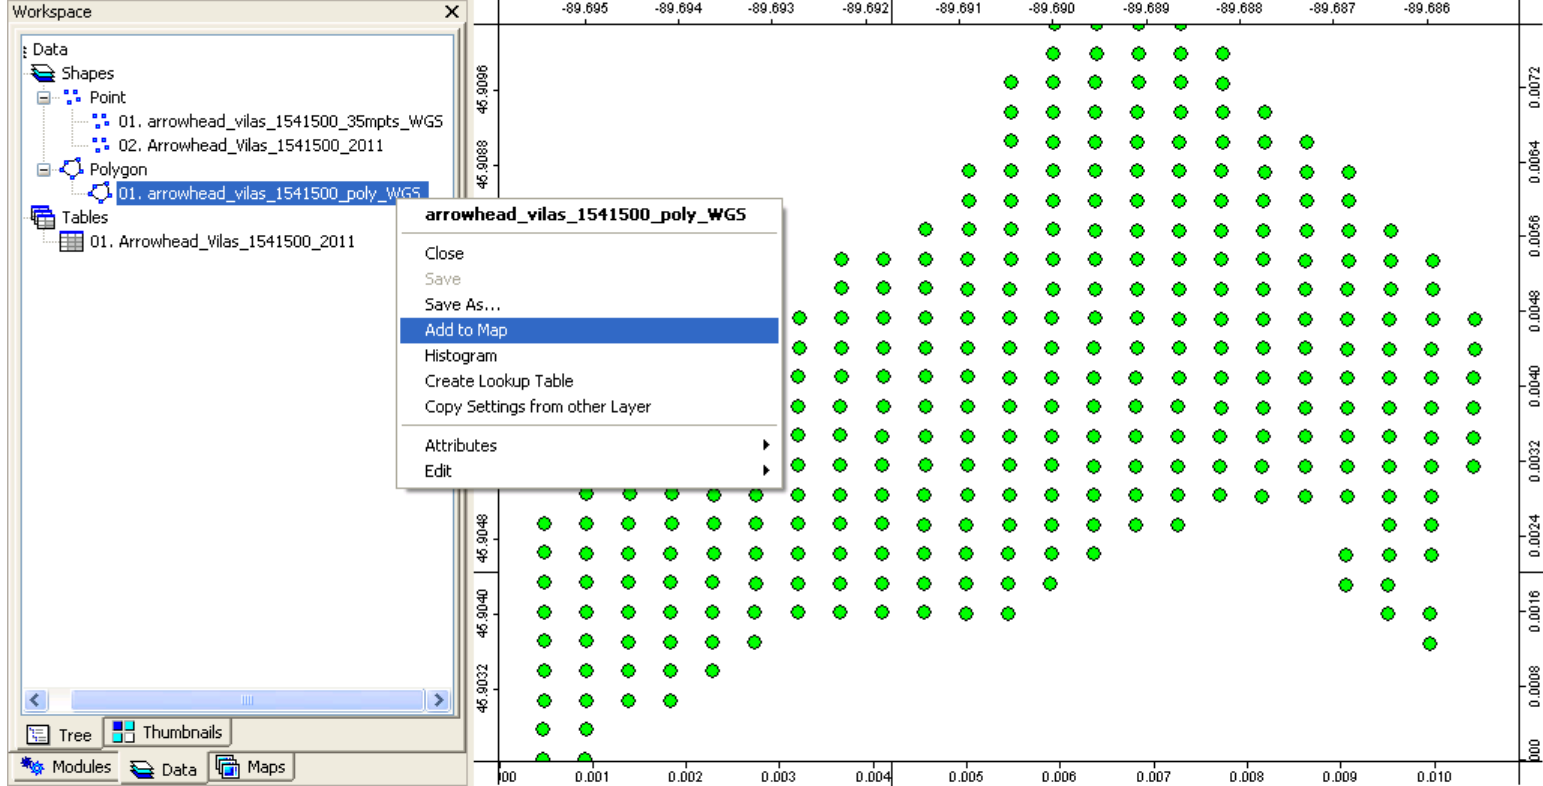 Workspace
Data
Shapes
Point
01. arrowhead_vilas_1541500_35mpts_WGS
02. Arrowhead_Vilas_1541500_2011
Polygon
01. arrowhead_vilas_1541500_poly_WGS
Tables
01. Arrowhead_Vilas_1541500_2011
arrowhead_vilas_1541500_poly_WGS
Close
Save
Save As...
Add to Map
Histogram
Create Lookup Table
Copy Settings from other Layer
Attributes
Edit
Tree
Thumbnails
Modules
Data
Maps
-89.695 -89.694 -89.693 -89.692 -89.691 -89.690 -89.689 -89.688 -89.687 -89.686
45.9096
45.9088
45.9048
45.9040
45.9032
0.0072
0.0064
0.0056
0.0048
0.0040
0.0032
0.0024
0.0016
0.0008
000
00 0.001 0.002 0.003 0.004 0.005 0.006 0.007 0.008 0.009 0.010